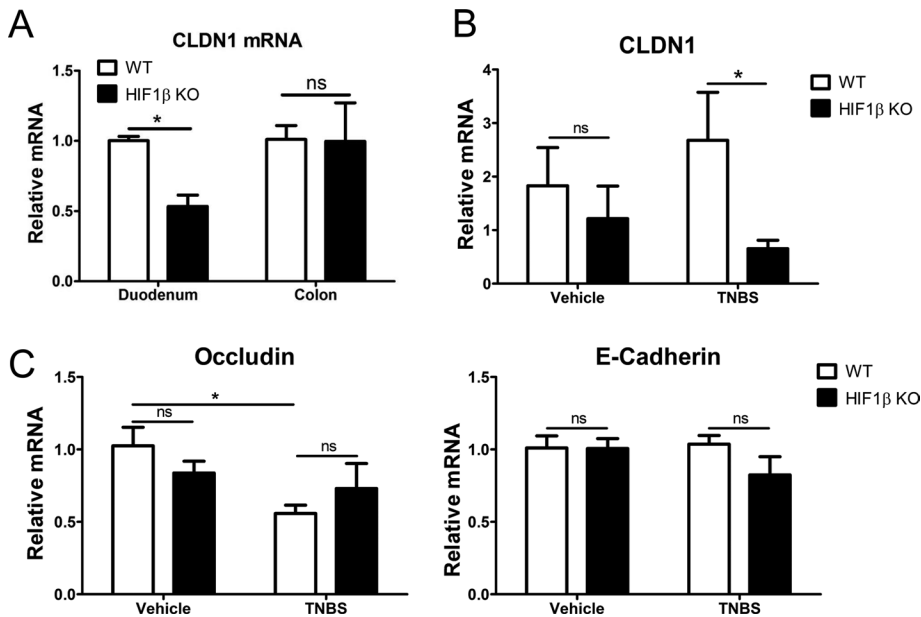 A
CLDN1 mRNA
WT
HIF1β KO
Relative mRNA
1.5
1.0
0.5
0.0
*
ns
Duodenum
Colon
B
CLDN1
WT
HIF1β KO
Relative mRNA
4
3
2
1
0
ns
*
Vehicle
TNBS
C
Occludin
Relative mRNA
1.5
1.0
0.5
0.0
*
ns
ns
Vehicle
TNBS
E-Cadherin
WT
HIF1β KO
Relative mRNA
1.5
1.0
0.5
0.0
ns
ns
Vehicle
TNBS